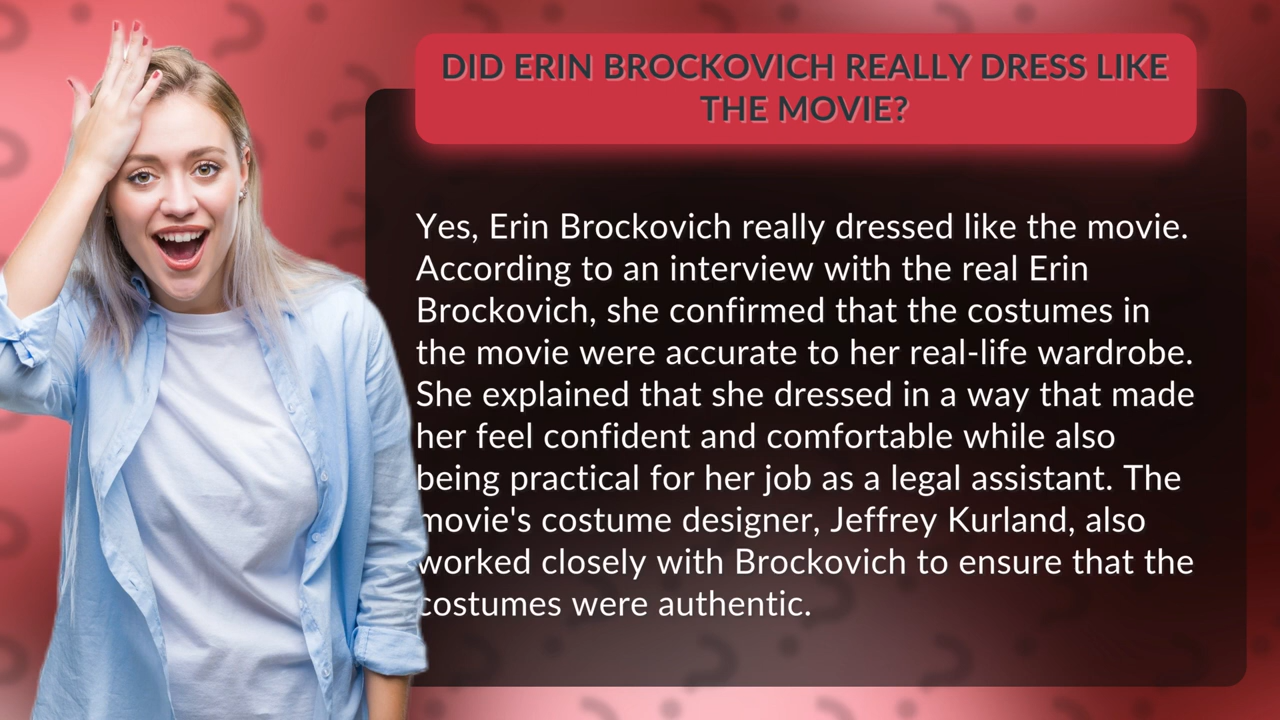 DID ERIN BROCKOVICH REALLY DRESS LIKE
THE MOVIE?
Yes, Erin Brockovich really dressed like the movie.
According to an interview with the real Erin
Brockovich, she confirmed that the costumes in
the movie were accurate to her real-life wardrobe.
She explained that she dressed in a way that made
her feel confident and comfortable while also
being practical for her job as a legal assistant. The
movie's costume designer, Jeffrey Kurland, also
worked closely with Brockovich to ensure that the
costumes were authentic.